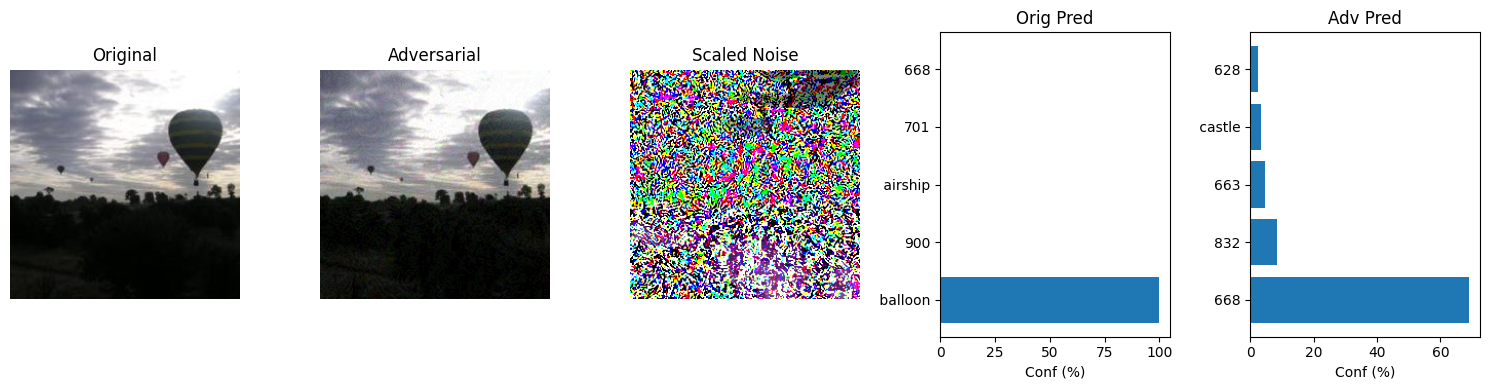 Original
Adversarial
Scaled Noise
Orig Pred
668
701
airship
900
balloon
0 25 50 75 100
Conf (%)
Adv Pred
628
castle
663
832
668
0 20 40 60
Conf (%)